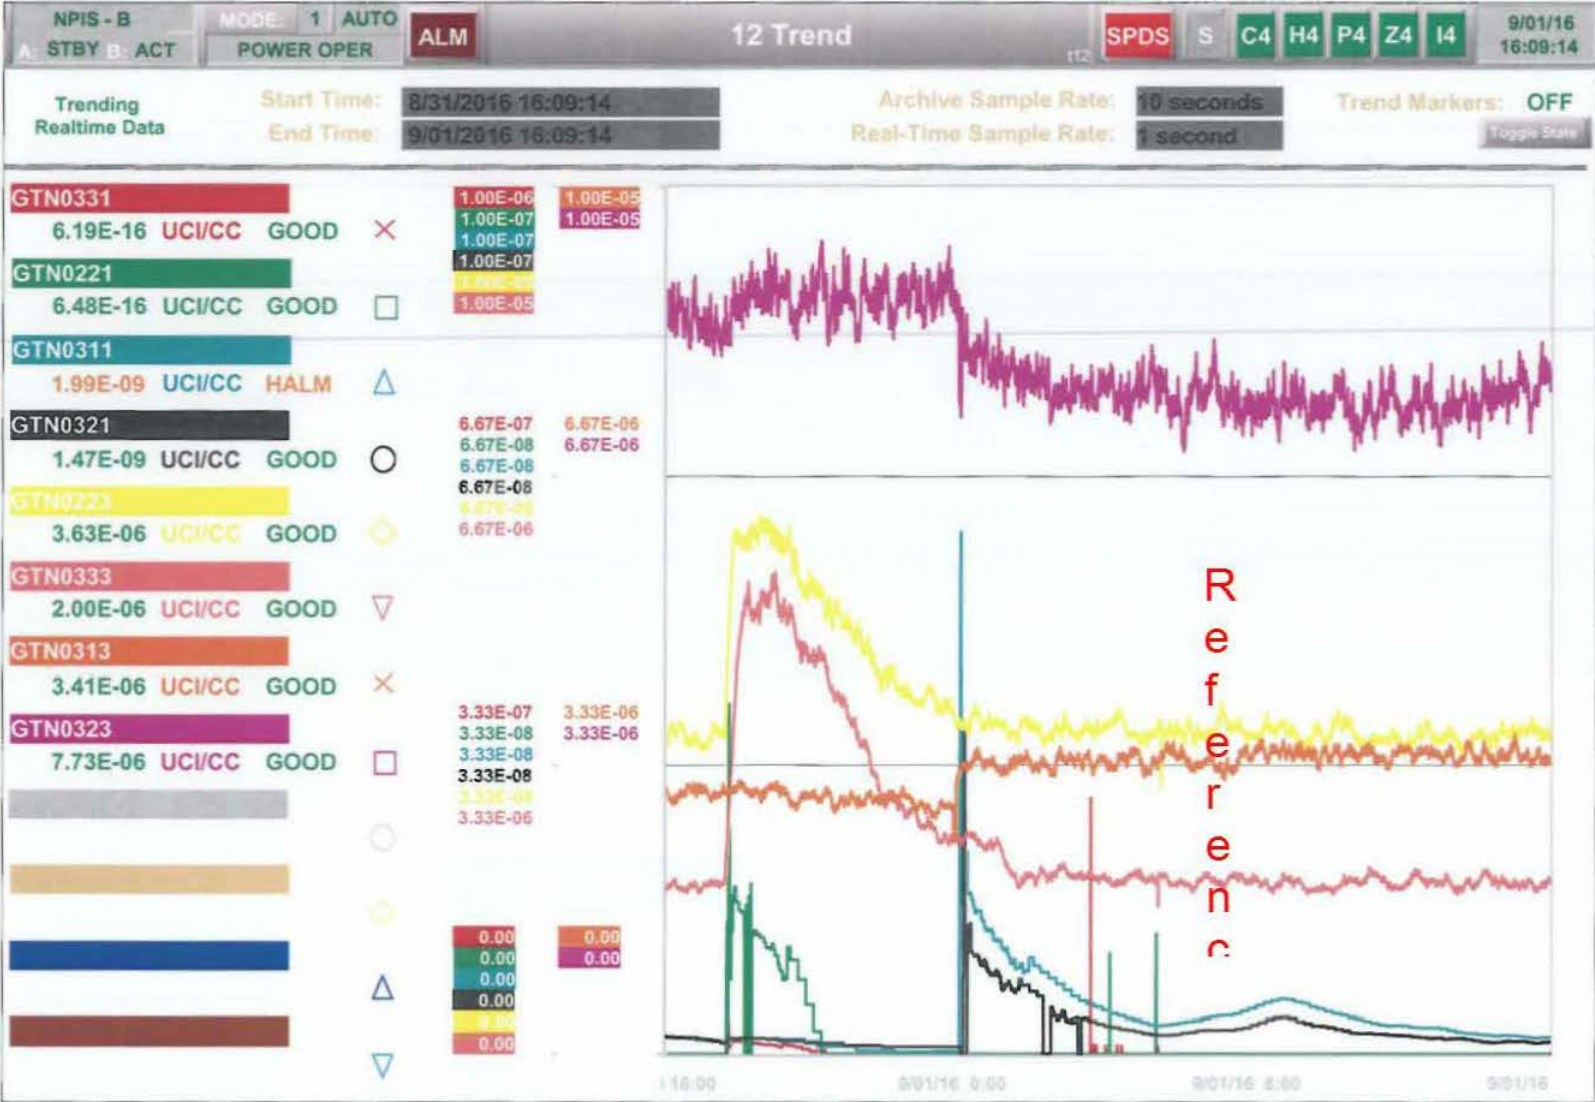 NPIS - B
A: STBY B: ACT
MODE: 1 AUTO
POWER OPER
ALM
12 Trend
t12
SPDS
S
C4
H4
P4
Z4
I4
9/01/16
16:09:14
Trending
Realtime Data
Start Time: 8/31/2016 16:09:14
End Time: 9/01/2016 16:09:14
Archive Sample Rate: 10 seconds
Real-Time Sample Rate: 1 second
Trend Markers: OFF
Toggle State
GTN0331
6.19E-16 UCI/CC GOOD
GTN0221
6.48E-16 UCI/CC GOOD
GTN0311
1.99E-09 UCI/CC HALM
GTN0321
1.47E-09 UCI/CC GOOD
GTN0223
3.63E-06 UCI/CC GOOD
GTN0333
2.00E-06 UCI/CC GOOD
GTN0313
3.41E-06 UCI/CC GOOD
GTN0323
7.73E-06 UCI/CC GOOD
1.00E-06 1.00E-05
1.00E-07 1.00E-05
1.00E-07
1.00E-07
1.00E-05
6.67E-07 6.67E-06
6.67E-08 6.67E-06
6.67E-08
6.67E-08
6.67E-06
3.33E-07 3.33E-06
3.33E-08 3.33E-06
3.33E-08
3.33E-08
3.33E-06
0.00 0.00
0.00 0.00
0.00
0.00
0.00
0.00
R
e
f
e
r
e
n
c
16:00
9/01/16 0:00
9/01/16 8:00
9/01/16